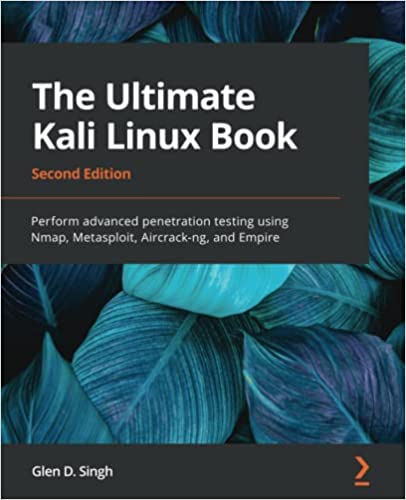 The Ultimate
Kali Linux Book
Second Edition
Perform advanced penetration testing using
Nmap, Metasploit, Aircrack-ng, and Empire
Glen D. Singh